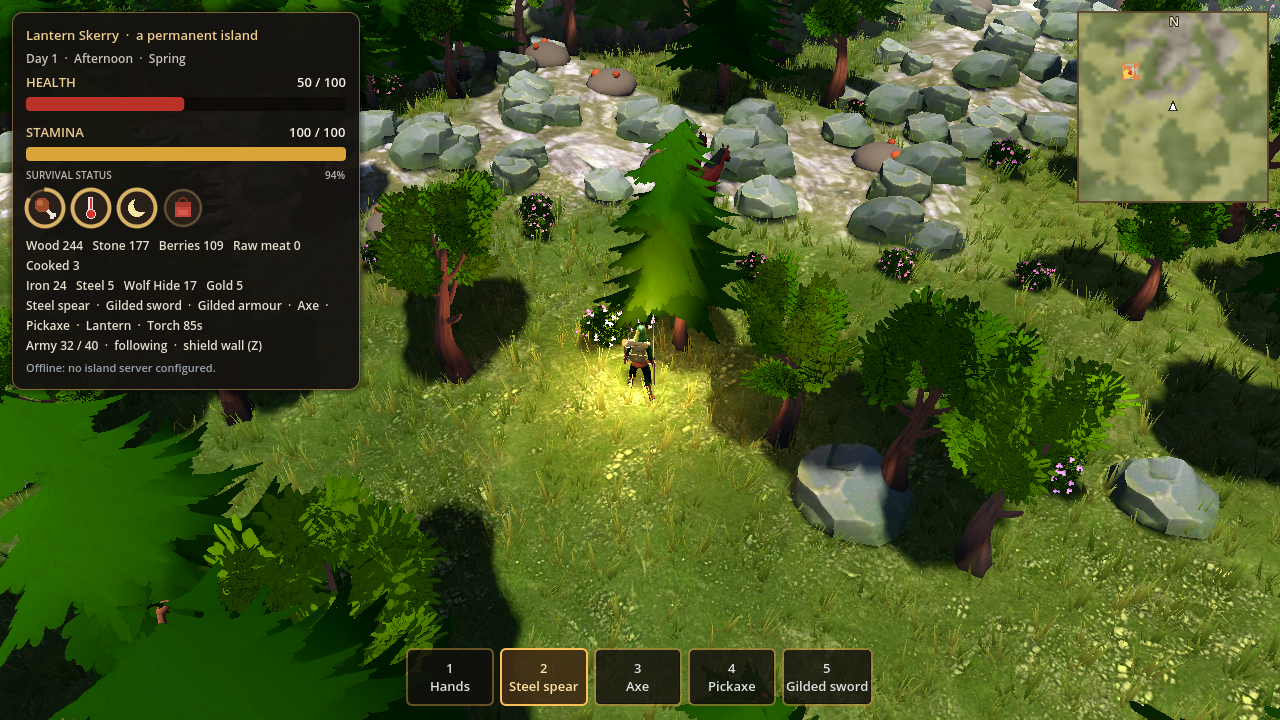 Lantern Skerry · a permanent island
Day 1 · Afternoon · Spring
HEALTH 50 / 100
STAMINA 100 / 100
SURVIVAL STATUS 94%
Wood 244 Stone 177 Berries 109 Raw meat 0
Cooked 3
Iron 24 Steel 5 Wolf Hide 17 Gold 5
Steel spear · Gilded sword · Gilded armour · Axe ·
Pickaxe · Lantern · Torch 85s
Army 32 / 40 · following · shield wall (Z)
Offline: no island server configured.
N
1 Hands
2 Steel spear
3 Axe
4 Pickaxe
5 Gilded sword